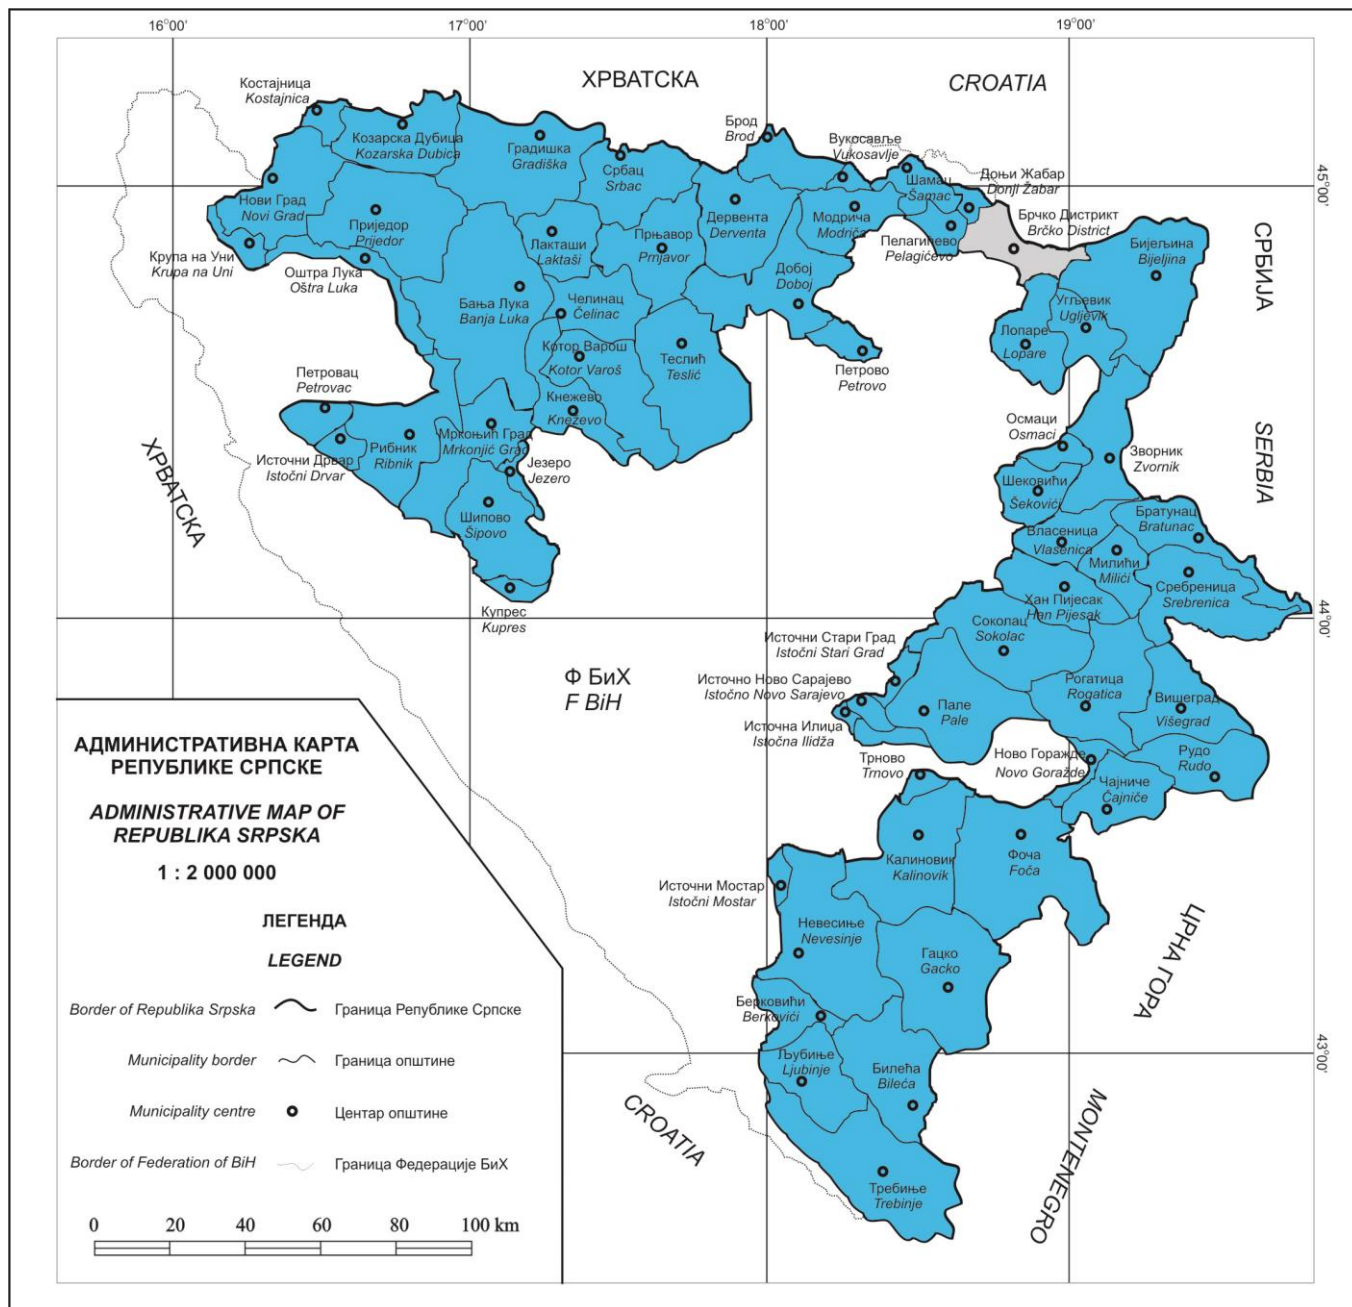 16°00'
17°00'
18°00'
19°00'
ХРВАТСКА
CROATIA
Костајница
Kostajnica
Козарска Дубица
Kozarska Dubica
Градишка
Gradiška
Србац
Srbac
Брод
Brod
Вукосавље
Vukosavlje
Шамац
Šamac
Доњи Жабар
Donji Žabar
45°00'
Нови Град
Novi Grad
Приједор
Prijedor
Лакташи
Laktaši
Прњавор
Prnjavor
Дервента
Derventa
Модрича
Modriča
Пелагићево
Pelagićevo
Брчко Дистрикт
Brčko District
Бијељина
Bijeljina
СРБИЈА
Крупа на Уни
Krupa na Uni
Оштра Лука
Oštra Luka
Бања Лука
Banja Luka
Челинац
Čelinac
Добој
Doboj
Угљевик
Ugljevik
Лопаре
Lopare
Котор Варош
Kotor Varoš
Теслић
Teslić
Петрово
Petrovo
Петровац
Petrovac
Кнежево
Kneževo
Мркоњић Град
Mrkonjić Grad
Рибник
Ribnik
Источни Дрвар
Istočni Drvar
Језеро
Jezero
Шипово
Šipovo
Купрес
Kupres
ХРВАТСКА
Осмаци
Osmaci
Зворник
Zvornik
SERBIA
Шековићи
Šekovići
Братунац
Bratunac
Власеница
Vlasenica
Милићи
Milići
Сребреница
Srebrenica
Хан Пијесак
Han Pijesak
44°00'
Соколац
Sokolac
Источни Стари Град
Istočni Stari Grad
Источно Ново Сарајево
Istočno Novo Sarajevo
Источна Илиџа
Istočna Ilidža
Пале
Pale
Рогатица
Rogatica
Вишеград
Višegrad
Ф БиХ
F BiH
Трново
Trnovo
Ново Горажде
Novo Goražde
Рудо
Rudo
Чајниче
Čajniče
Калиновик
Kalinovik
Фоча
Foča
Источни Мостар
Istočni Mostar
Невесиње
Nevesinje
Гацко
Gacko
ЦРНА ГОРА
Берковићи
Berkovići
43°00'
Љубиње
Ljubinje
Билећа
Bileća
CROATIA
MONTENEGRO
Требиње
Trebinje
АДМИНИСТРАТИВНА КАРТА
РЕПУБЛИКЕ СРПСКЕ
ADMINISTRATIVE MAP OF
REPUBLIKA SRPSKA
1 : 2 000 000
ЛЕГЕНДА
LEGEND
Border of Republika Srpska Граница Републике Српске
Municipality border Граница општине
Municipality centre Центар општине
Border of Federation of BiH Граница Федерације БиХ
0 20 40 60 80 100 km